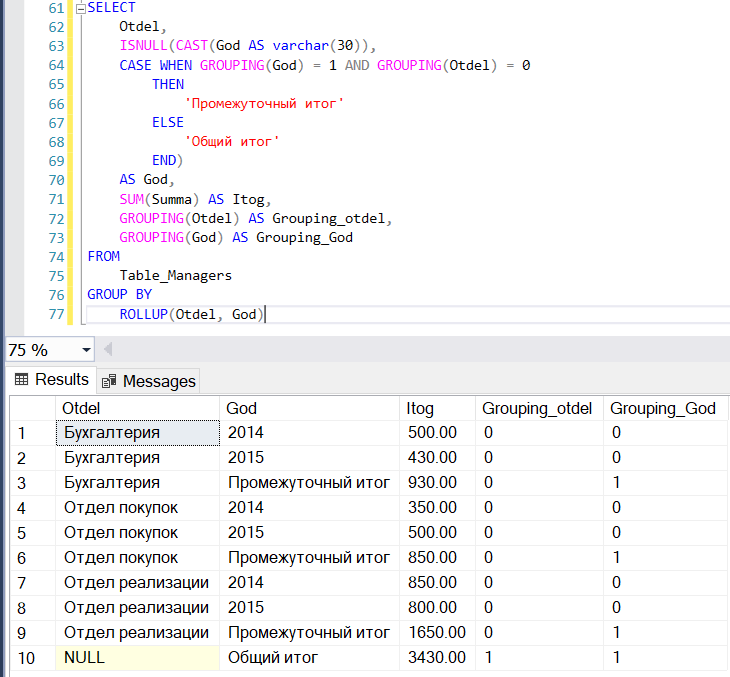 61 SELECT
62 Otdel,
63 ISNULL(CAST(God AS varchar(30)),
64 CASE WHEN GROUPING(God) = 1 AND GROUPING(Otdel) = 0
65 THEN
66 'Промежуточный итог'
67 ELSE
68 'Общий итог'
69 END)
70 AS God,
71 SUM(Summa) AS Itog,
72 GROUPING(Otdel) AS Grouping_otdel,
73 GROUPING(God) AS Grouping_God
74 FROM
75 Table_Managers
76 GROUP BY
77 ROLLUP(Otdel, God)
75 %
Results Messages
Otdel God Itog Grouping_otdel Grouping_God
1 Бухгалтерия 2014 500.00 0 0
2 Бухгалтерия 2015 430.00 0 0
3 Бухгалтерия Промежуточный итог 930.00 0 1
4 Отдел покупок 2014 350.00 0 0
5 Отдел покупок 2015 500.00 0 0
6 Отдел покупок Промежуточный итог 850.00 0 1
7 Отдел реализации 2014 850.00 0 0
8 Отдел реализации 2015 800.00 0 0
9 Отдел реализации Промежуточный итог 1650.00 0 1
10 NULL Общий итог 3430.00 1 1